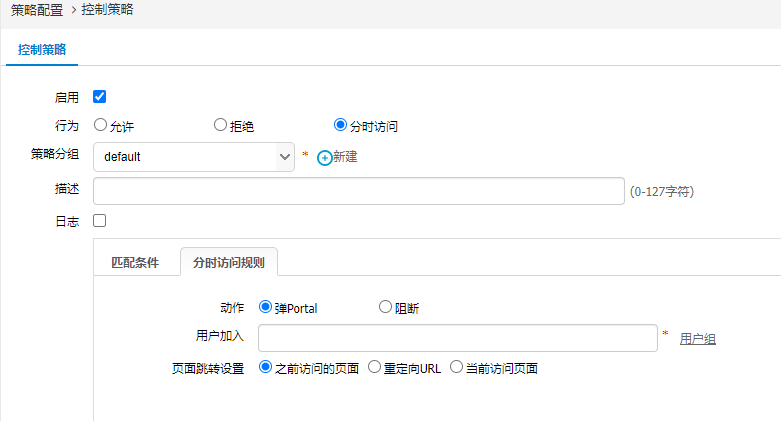 策略配置 > 控制策略
控制策略
启用
行为 允许 拒绝 分时访问
策略分组 default * 新建
描述 (0-127字符)
日志
匹配条件 分时访问规则
动作 弹Portal 阻断
用户加入 * 用户组
页面跳转设置 之前访问的页面 重定向URL 当前访问页面